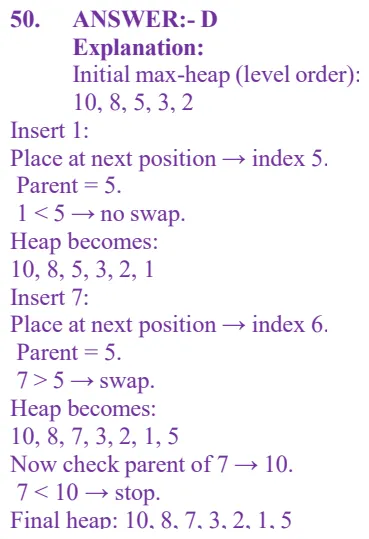 50. ANSWER:- D
Explanation:
Initial max-heap (level order):
10, 8, 5, 3, 2
Insert 1:
Place at next position → index 5.
Parent = 5.
1 < 5 → no swap.
Heap becomes:
10, 8, 5, 3, 2, 1
Insert 7:
Place at next position → index 6.
Parent = 5.
7 > 5 → swap.
Heap becomes:
10, 8, 7, 3, 2, 1, 5
Now check parent of 7 → 10.
7 < 10 → stop.
Final heap: 10, 8, 7, 3, 2, 1, 5